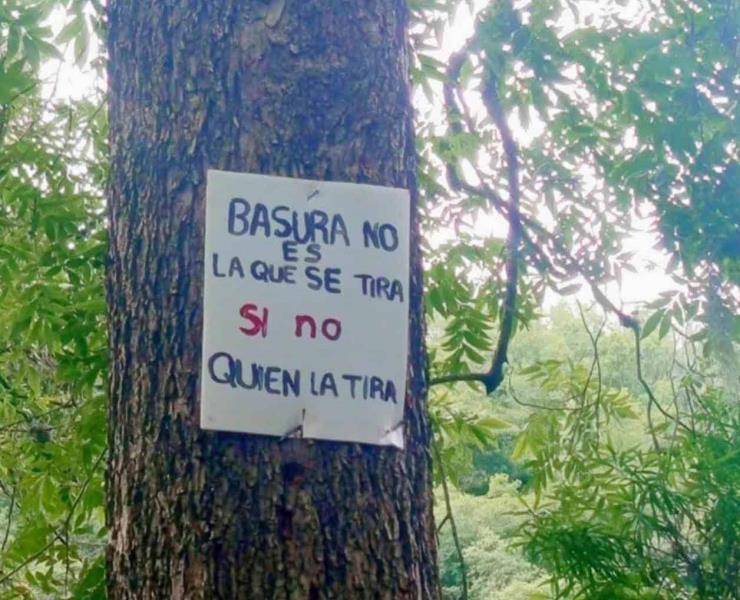 BASURA NO
ES
LA QUE SE TIRA
SI no
QUIEN LA TIRA